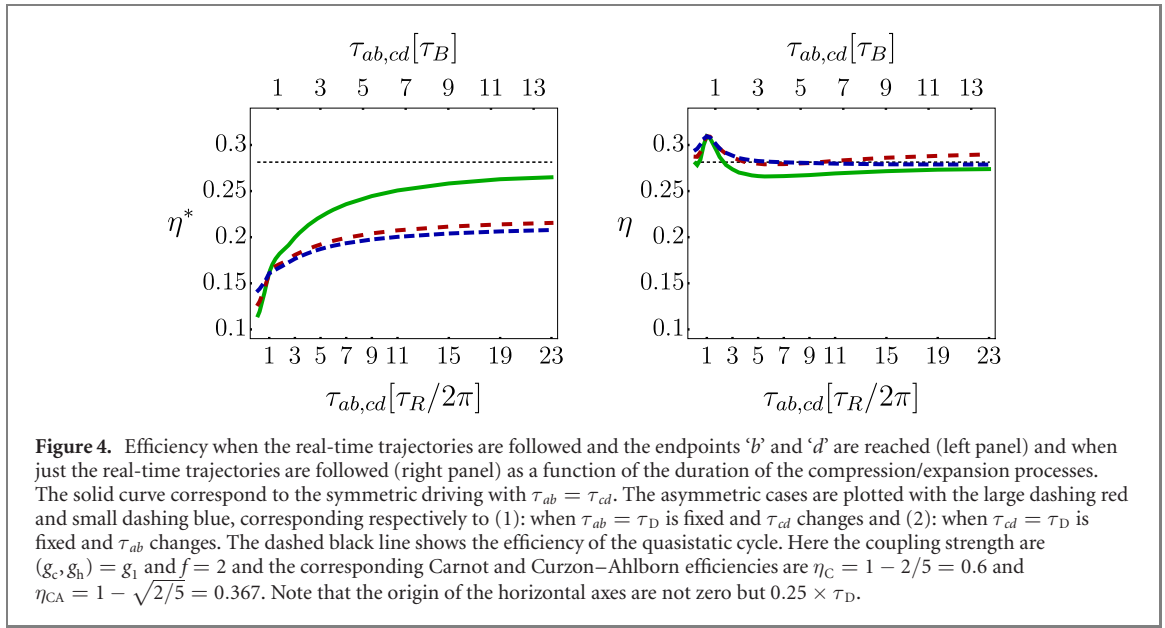 τ_{ab,cd}[τ_B]
1 3 5 7 9 11 13
0.3
0.25
η*
0.2
0.15
0.1
1 3 5 7 9 11 15 19 23
τ_{ab,cd}[τ_R/2π]
τ_{ab,cd}[τ_B]
1 3 5 7 9 11 13
0.3
0.25
η
0.2
0.15
0.1
1 3 5 7 9 11 15 19 23
τ_{ab,cd}[τ_R/2π]
Figure 4. Efficiency when the real-time trajectories are followed and the endpoints ‘b’ and ‘d’ are reached (left panel) and when
just the real-time trajectories are followed (right panel) as a function of the duration of the compression/expansion processes.
The solid curve correspond to the symmetric driving with τ_{ab} = τ_{cd}. The asymmetric cases are plotted with the large dashing red
and small dashing blue, corresponding respectively to (1): when τ_{ab} = τ_D is fixed and τ_{cd} changes and (2): when τ_{cd} = τ_D is
fixed and τ_{ab} changes. The dashed black line shows the efficiency of the quasistatic cycle. Here the coupling strength are
(g_c, g_h) = g_1 and f = 2 and the corresponding Carnot and Curzon–Ahlborn efficiencies are η_C = 1 − 2/5 = 0.6 and
η_{CA} = 1 − √2/5 = 0.367. Note that the origin of the horizontal axes are not zero but 0.25 × τ_D.